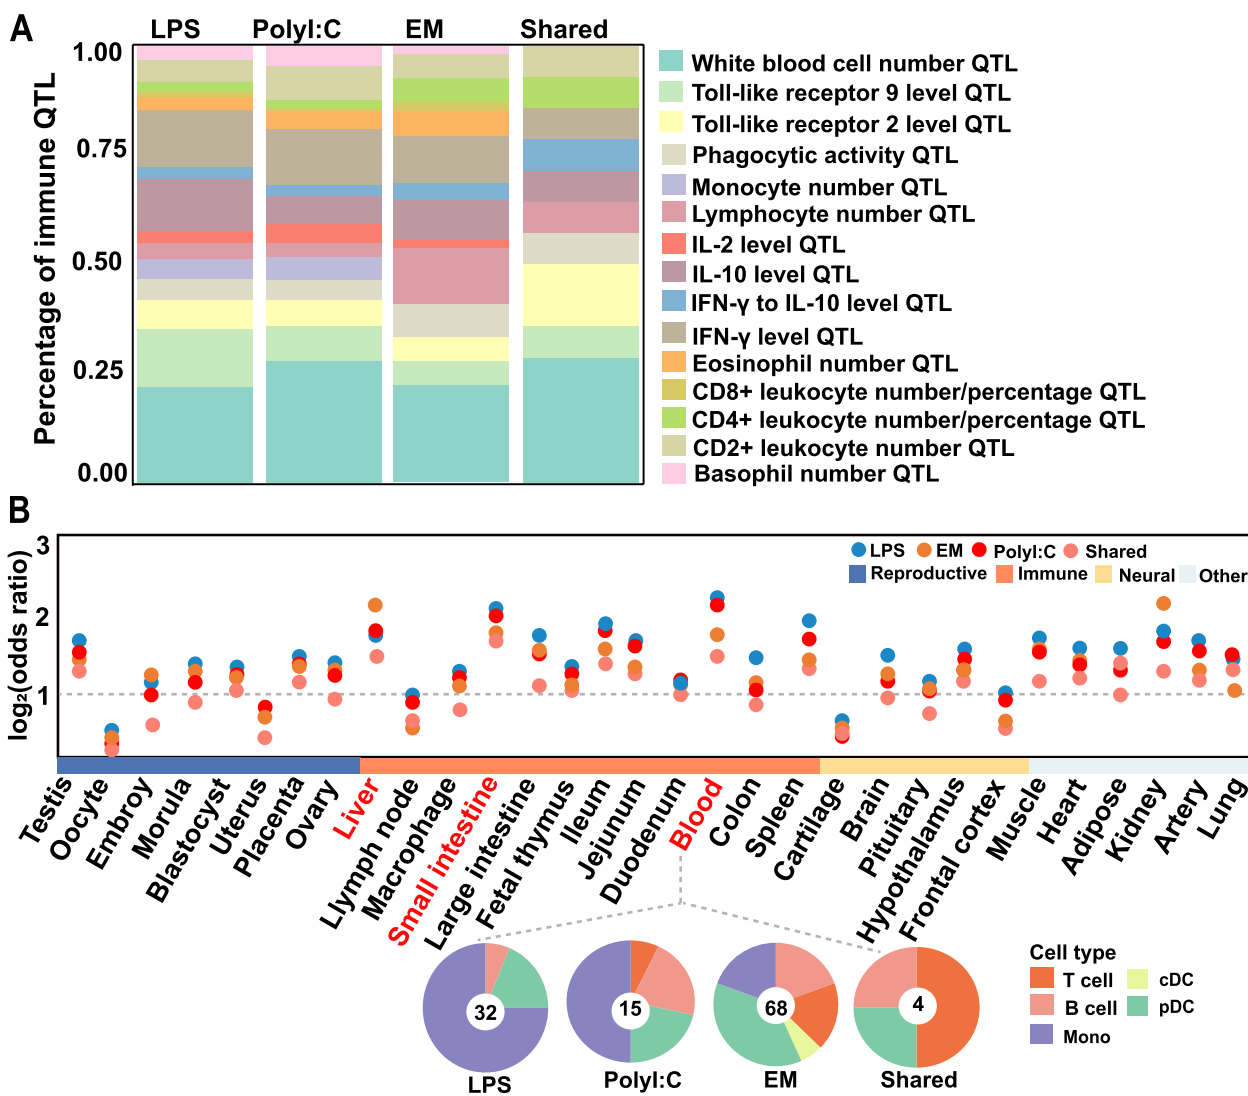 A
LPS PolyI:C EM Shared
Percentage of immune QTL
1.00
0.75
0.50
0.25
0.00
White blood cell number QTL
Toll-like receptor 9 level QTL
Toll-like receptor 2 level QTL
Phagocytic activity QTL
Monocyte number QTL
Lymphocyte number QTL
IL-2 level QTL
IL-10 level QTL
IFN-γ to IL-10 level QTL
IFN-γ level QTL
Eosinophil number QTL
CD8+ leukocyte number/percentage QTL
CD4+ leukocyte number/percentage QTL
CD2+ leukocyte number QTL
Basophil number QTL
B
log₂(odds ratio)
3
2
1
LPS EM PolyI:C Shared
Reproductive Immune Neural Other
Testis
Oocyte
Embroy
Morula
Blastocyst
Uterus
Placenta
Ovary
Liver
Llymph node
Macrophage
Small intestine
Large intestine
Fetal thymus
Ileum
Jejunum
Duodenum
Blood
Colon
Spleen
Cartilage
Brain
Pituitary
Hypothalamus
Frontal cortex
Muscle
Heart
Adipose
Kidney
Artery
Lung
32
15
68
4
LPS
PolyI:C
EM
Shared
Cell type
T cell cDC
B cell pDC
Mono